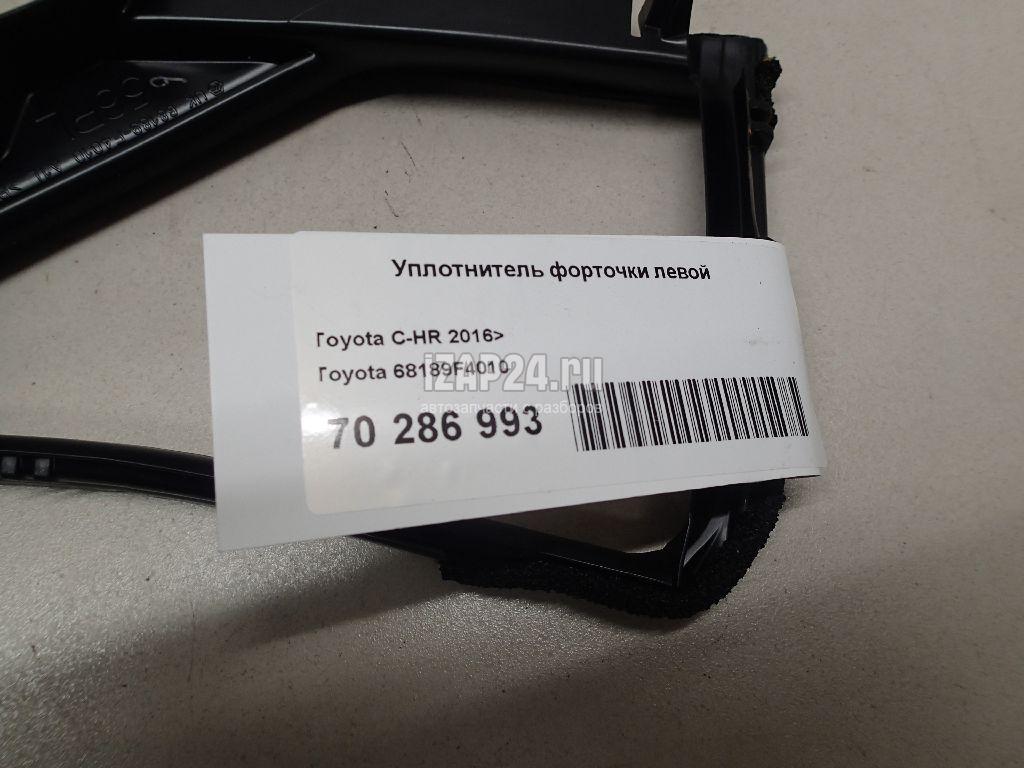 Уплотнитель форточки левой
Toyota C-HR 2016>
Toyota 68189F4010
iZAP24.ru
автозапчасти с разборов
70 286 993